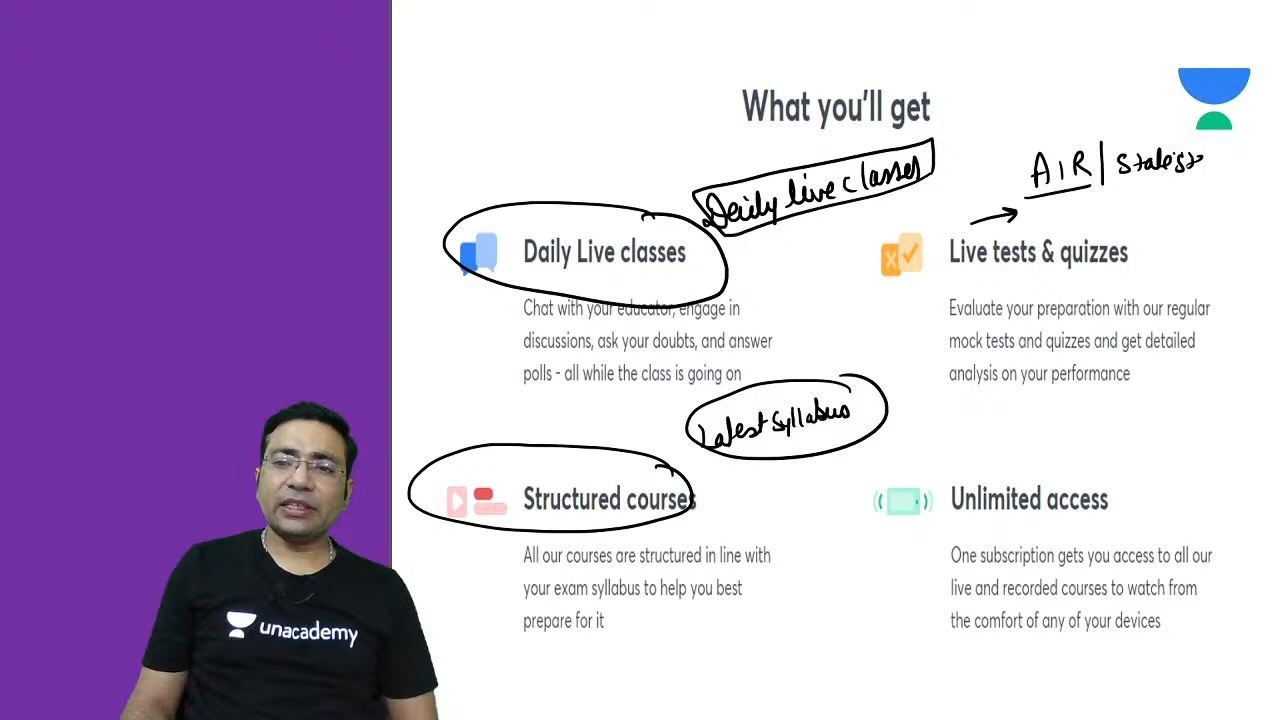 What you'll get
Daily live classes
AIR |
Daily Live classes
Chat with your educator, engage in
discussions, ask your doubts, and answer
polls - all while the class is going on
Live tests & quizzes
Evaluate your preparation with our regular
mock tests and quizzes and get detailed
analysis on your performance
Latest Syllabus
Structured courses
All our courses are structured in line with
your exam syllabus to help you best
prepare for it
Unlimited access
One subscription gets you access to all our
live and recorded courses to watch from
the comfort of any of your devices
unacademy